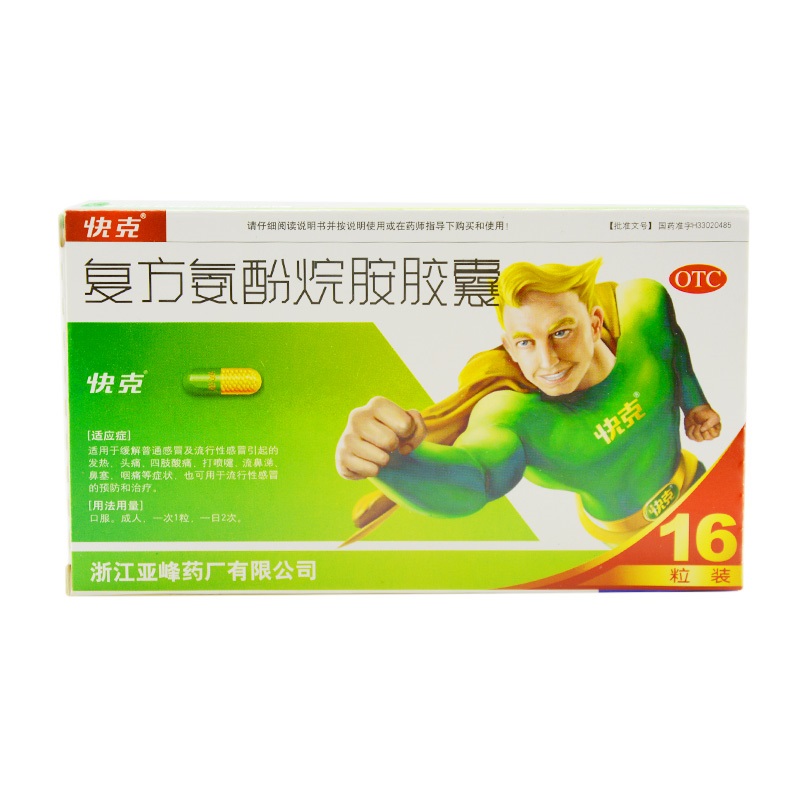 快克®
请仔细阅读说明书并按说明使用或在药师指导下购买和使用!
【批准文号】 国药准字H33020485
复方氨酚烷胺胶囊
OTC
快克®
快克
[适应症]
适用于缓解普通感冒及流行性感冒引起的
发热、头痛、四肢酸痛、打喷嚏、流鼻涕、
鼻塞、咽痛等症状、也可用于流行性感冒
的预防和治疗。
[用法用量]
口服。成人,一次1粒,一日2次。
快克
16
粒 装
浙江亚峰药厂有限公司